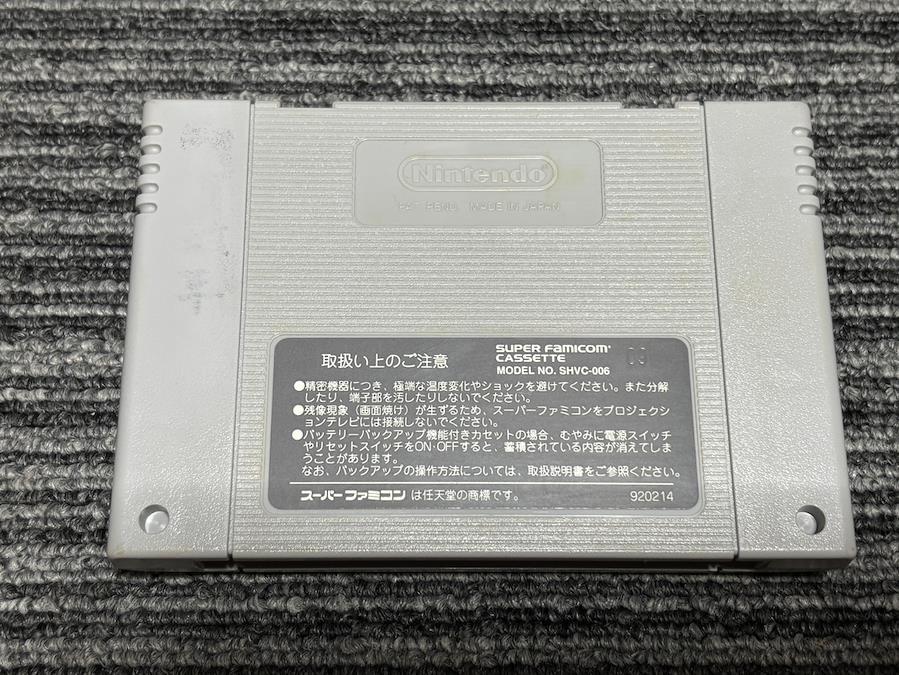 Nintendo
PAT. PEND. MADE IN JAPAN
取扱い上のご注意
SUPER FAMICOM
CASSETTE
MODEL NO. SHVC-006
09
●精密機器につき、極端な温度変化やショックを避けてください。また分解
したり、端子部を汚したりしないでください。
●残像現象（画面焼け）が生ずるため、スーパーファミコンをプロジェクシ
ョンテレビには接続しないでください。
●バッテリーバックアップ機能付きカセットの場合、むやみに電源スイッチ
やリセットスイッチをON・OFFすると、蓄積されている内容が消えてしま
うことがあります。
なお、バックアップの操作方法については、取扱説明書をご参照ください。
スーパーファミコン は任天堂の商標です。
920214